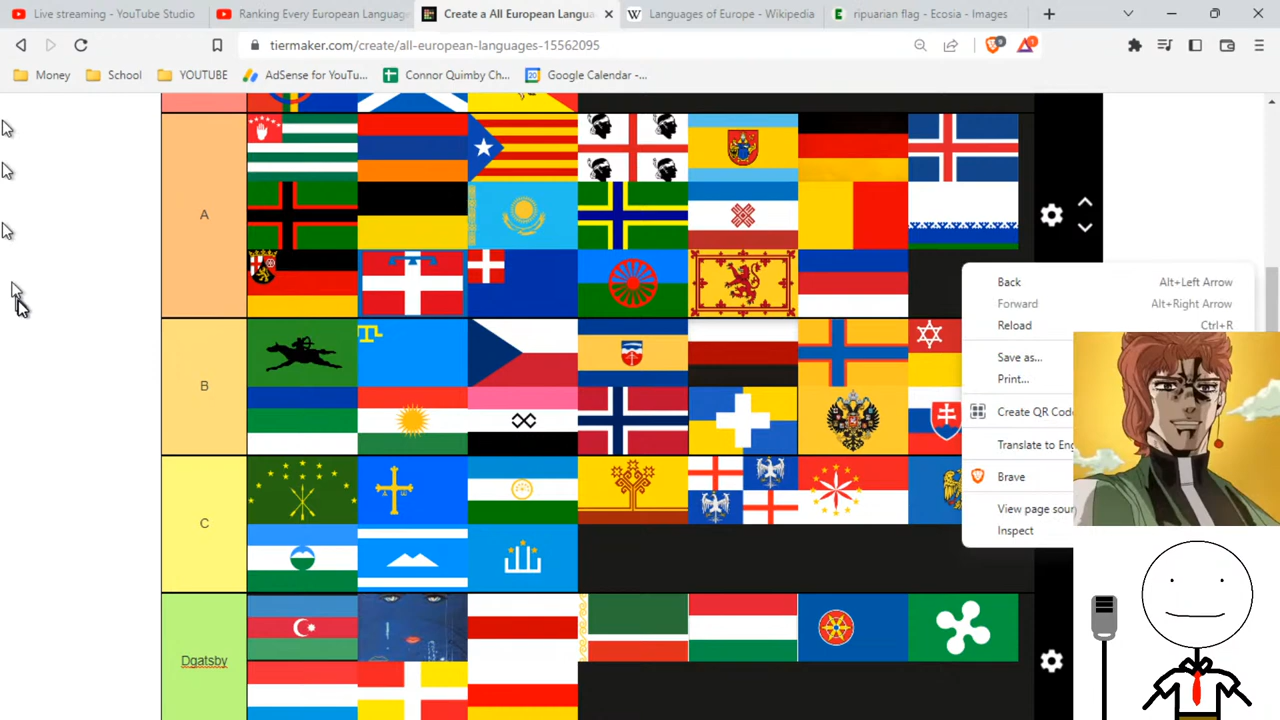 Live streaming - YouTube Studio
Ranking Every European Languag
Create a All European Langua
Languages of Europe - Wikipedia
ripuarian flag - Ecosia - Images
tiermaker.com/create/all-european-languages-15562095
9
1
Money
School
YOUTUBE
AdSense for YouTu...
Connor Quimby Ch...
Google Calendar -...
A
B
C
Dgatsby
Back
Alt+Left Arrow
Forward
Alt+Right Arrow
Reload
Ctrl+R
Save as...
Print...
Create QR Cod
Translate to Eng
Brave
View page sour
Inspect